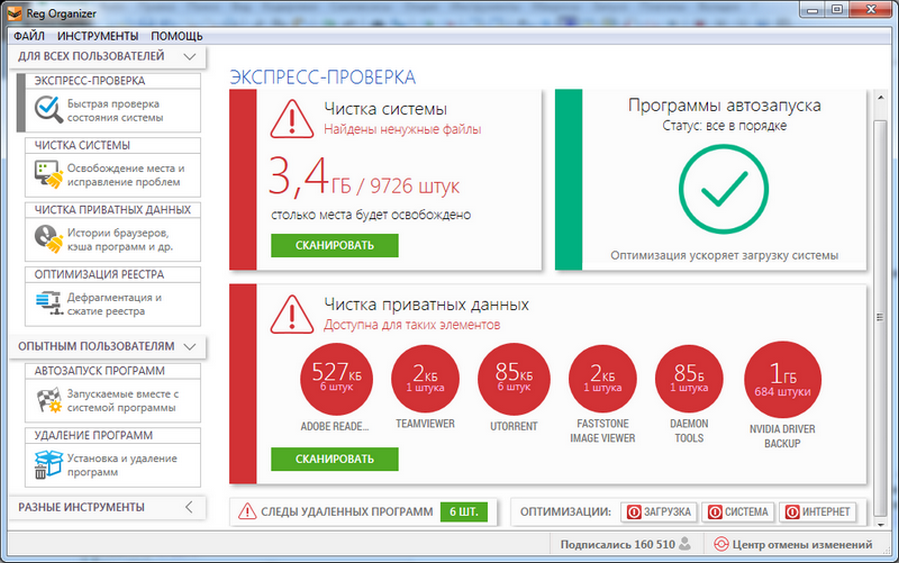 Reg Organizer
ФАЙЛ ИНСТРУМЕНТЫ ПОМОЩЬ
ДЛЯ ВСЕХ ПОЛЬЗОВАТЕЛЕЙ
ЭКСПРЕСС-ПРОВЕРКА
Быстрая проверка
состояния системы
ЧИСТКА СИСТЕМЫ
Освобождение места и
исправление проблем
ЧИСТКА ПРИВАТНЫХ ДАННЫХ
Истории браузеров,
кэша программ и др.
ОПТИМИЗАЦИЯ РЕЕСТРА
Дефрагментация и
сжатие реестра
ОПЫТНЫМ ПОЛЬЗОВАТЕЛЯМ
АВТОЗАПУСК ПРОГРАММ
Запускаемые вместе с
системой программы
УДАЛЕНИЕ ПРОГРАММ
Установка и удаление
программ
РАЗНЫЕ ИНСТРУМЕНТЫ
ЭКСПРЕСС-ПРОВЕРКА
Чистка системы
Найдены ненужные файлы
3,4 ГБ / 9726 штук
столько места будет освобождено
СКАНИРОВАТЬ
Программы автозапуска
Статус: все в порядке
Оптимизация ускоряет загрузку системы
Чистка приватных данных
Доступна для таких элементов
527 КБ
6 штук
ADOBE READE...
2 КБ
1 штука
TEAMVIEWER
85 КБ
6 штук
UTORRENT
2 КБ
1 штука
FASTSTONE
IMAGE VIEWER
85 Б
1 штука
DAEMON
TOOLS
1 ГБ
684 штуки
NVIDIA DRIVER
BACKUP
СКАНИРОВАТЬ
СЛЕДЫ УДАЛЕННЫХ ПРОГРАММ 6 ШТ.
ОПТИМИЗАЦИИ: ЗАГРУЗКА СИСТЕМА ИНТЕРНЕТ
Подписались 160 510 Центр отмены изменений